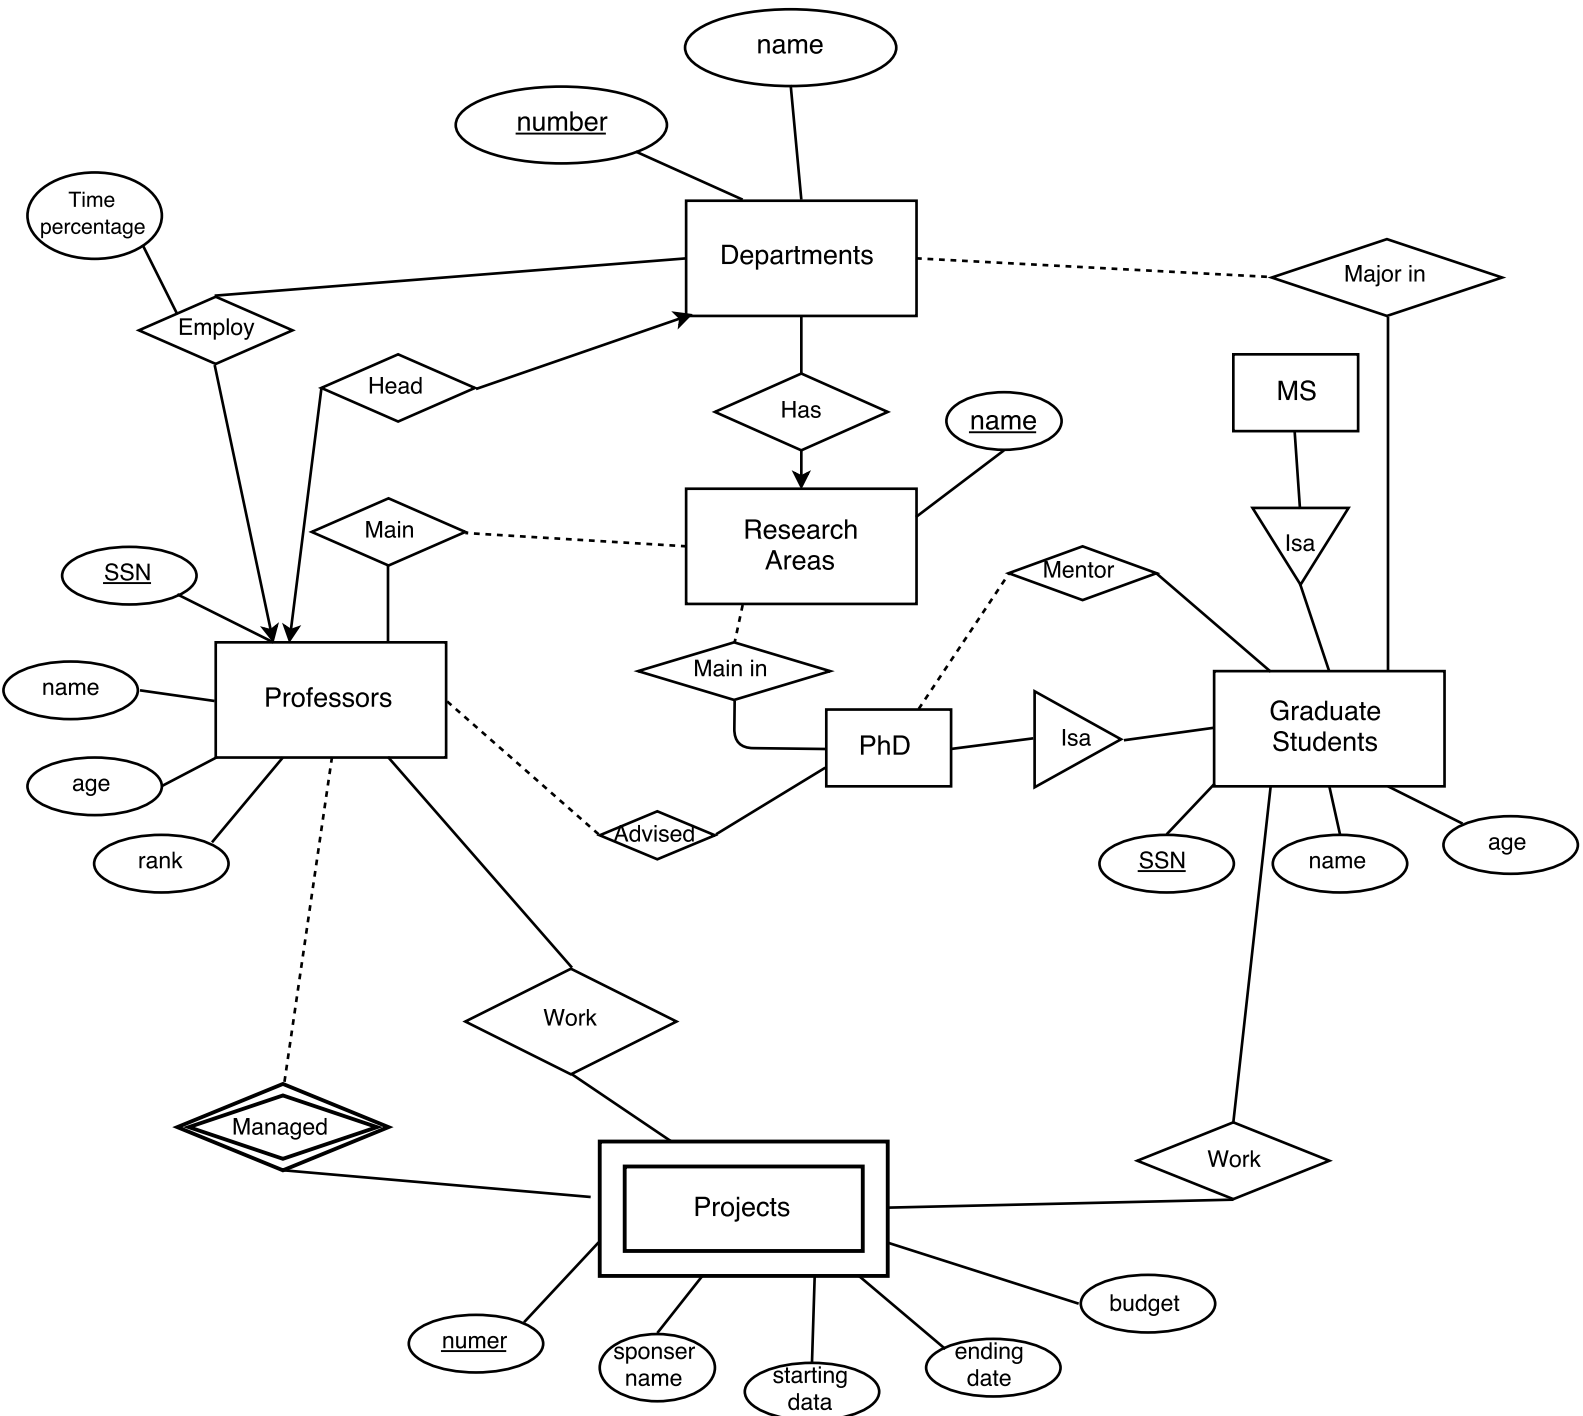 name
number
Time
percentage
Departments
Major in
Employ
Head
MS
Has
name
Main
Research
Areas
Isa
SSN
Mentor
name
Professors
Main in
PhD
Isa
Graduate
Students
age
Advised
rank
SSN
name
age
Work
Managed
Work
Projects
numer
sponser
name
starting
data
ending
date
budget